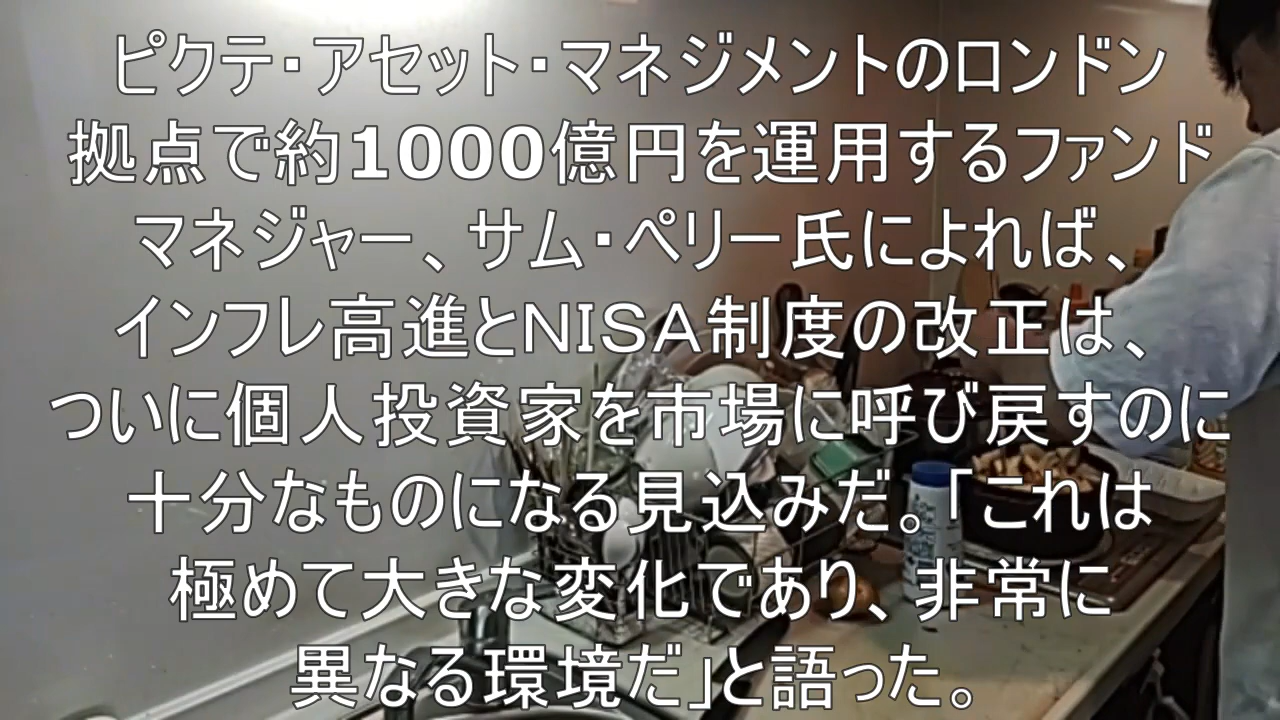 ピクテ・アセット・マネジメントのロンドン
拠点で約1000億円を運用するファンド
マネジャー、サム・ペリー氏によれば、
インフレ高進とNISA制度の改正は、
ついに個人投資家を市場に呼び戻すのに
十分なものになる見込みだ。「これは
極めて大きな変化であり、非常に
異なる環境だ」と語った。